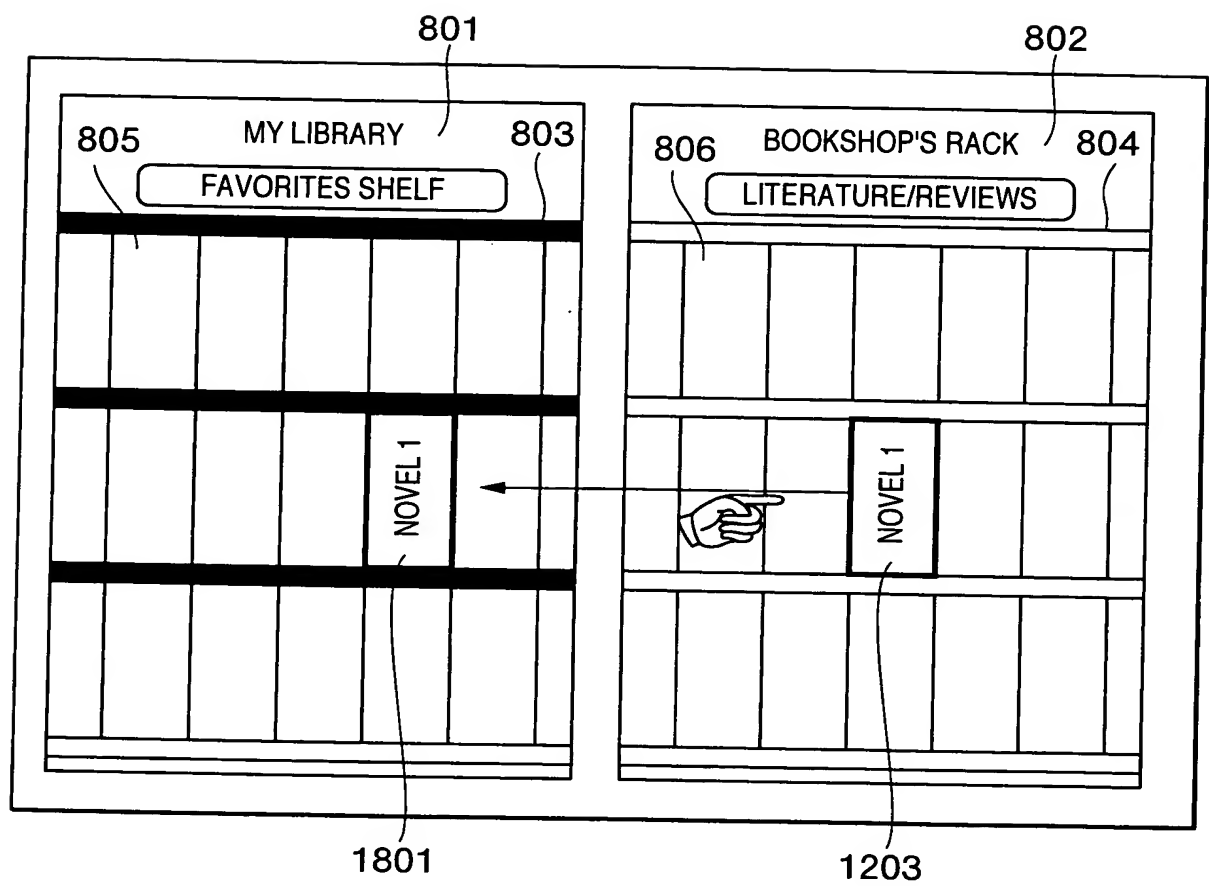 801
802
805
MY LIBRARY
803
FAVORITES SHELF
806
BOOKSHOP'S RACK
804
LITERATURE/REVIEWS
NOVEL 1
NOVEL 1
1801
1203